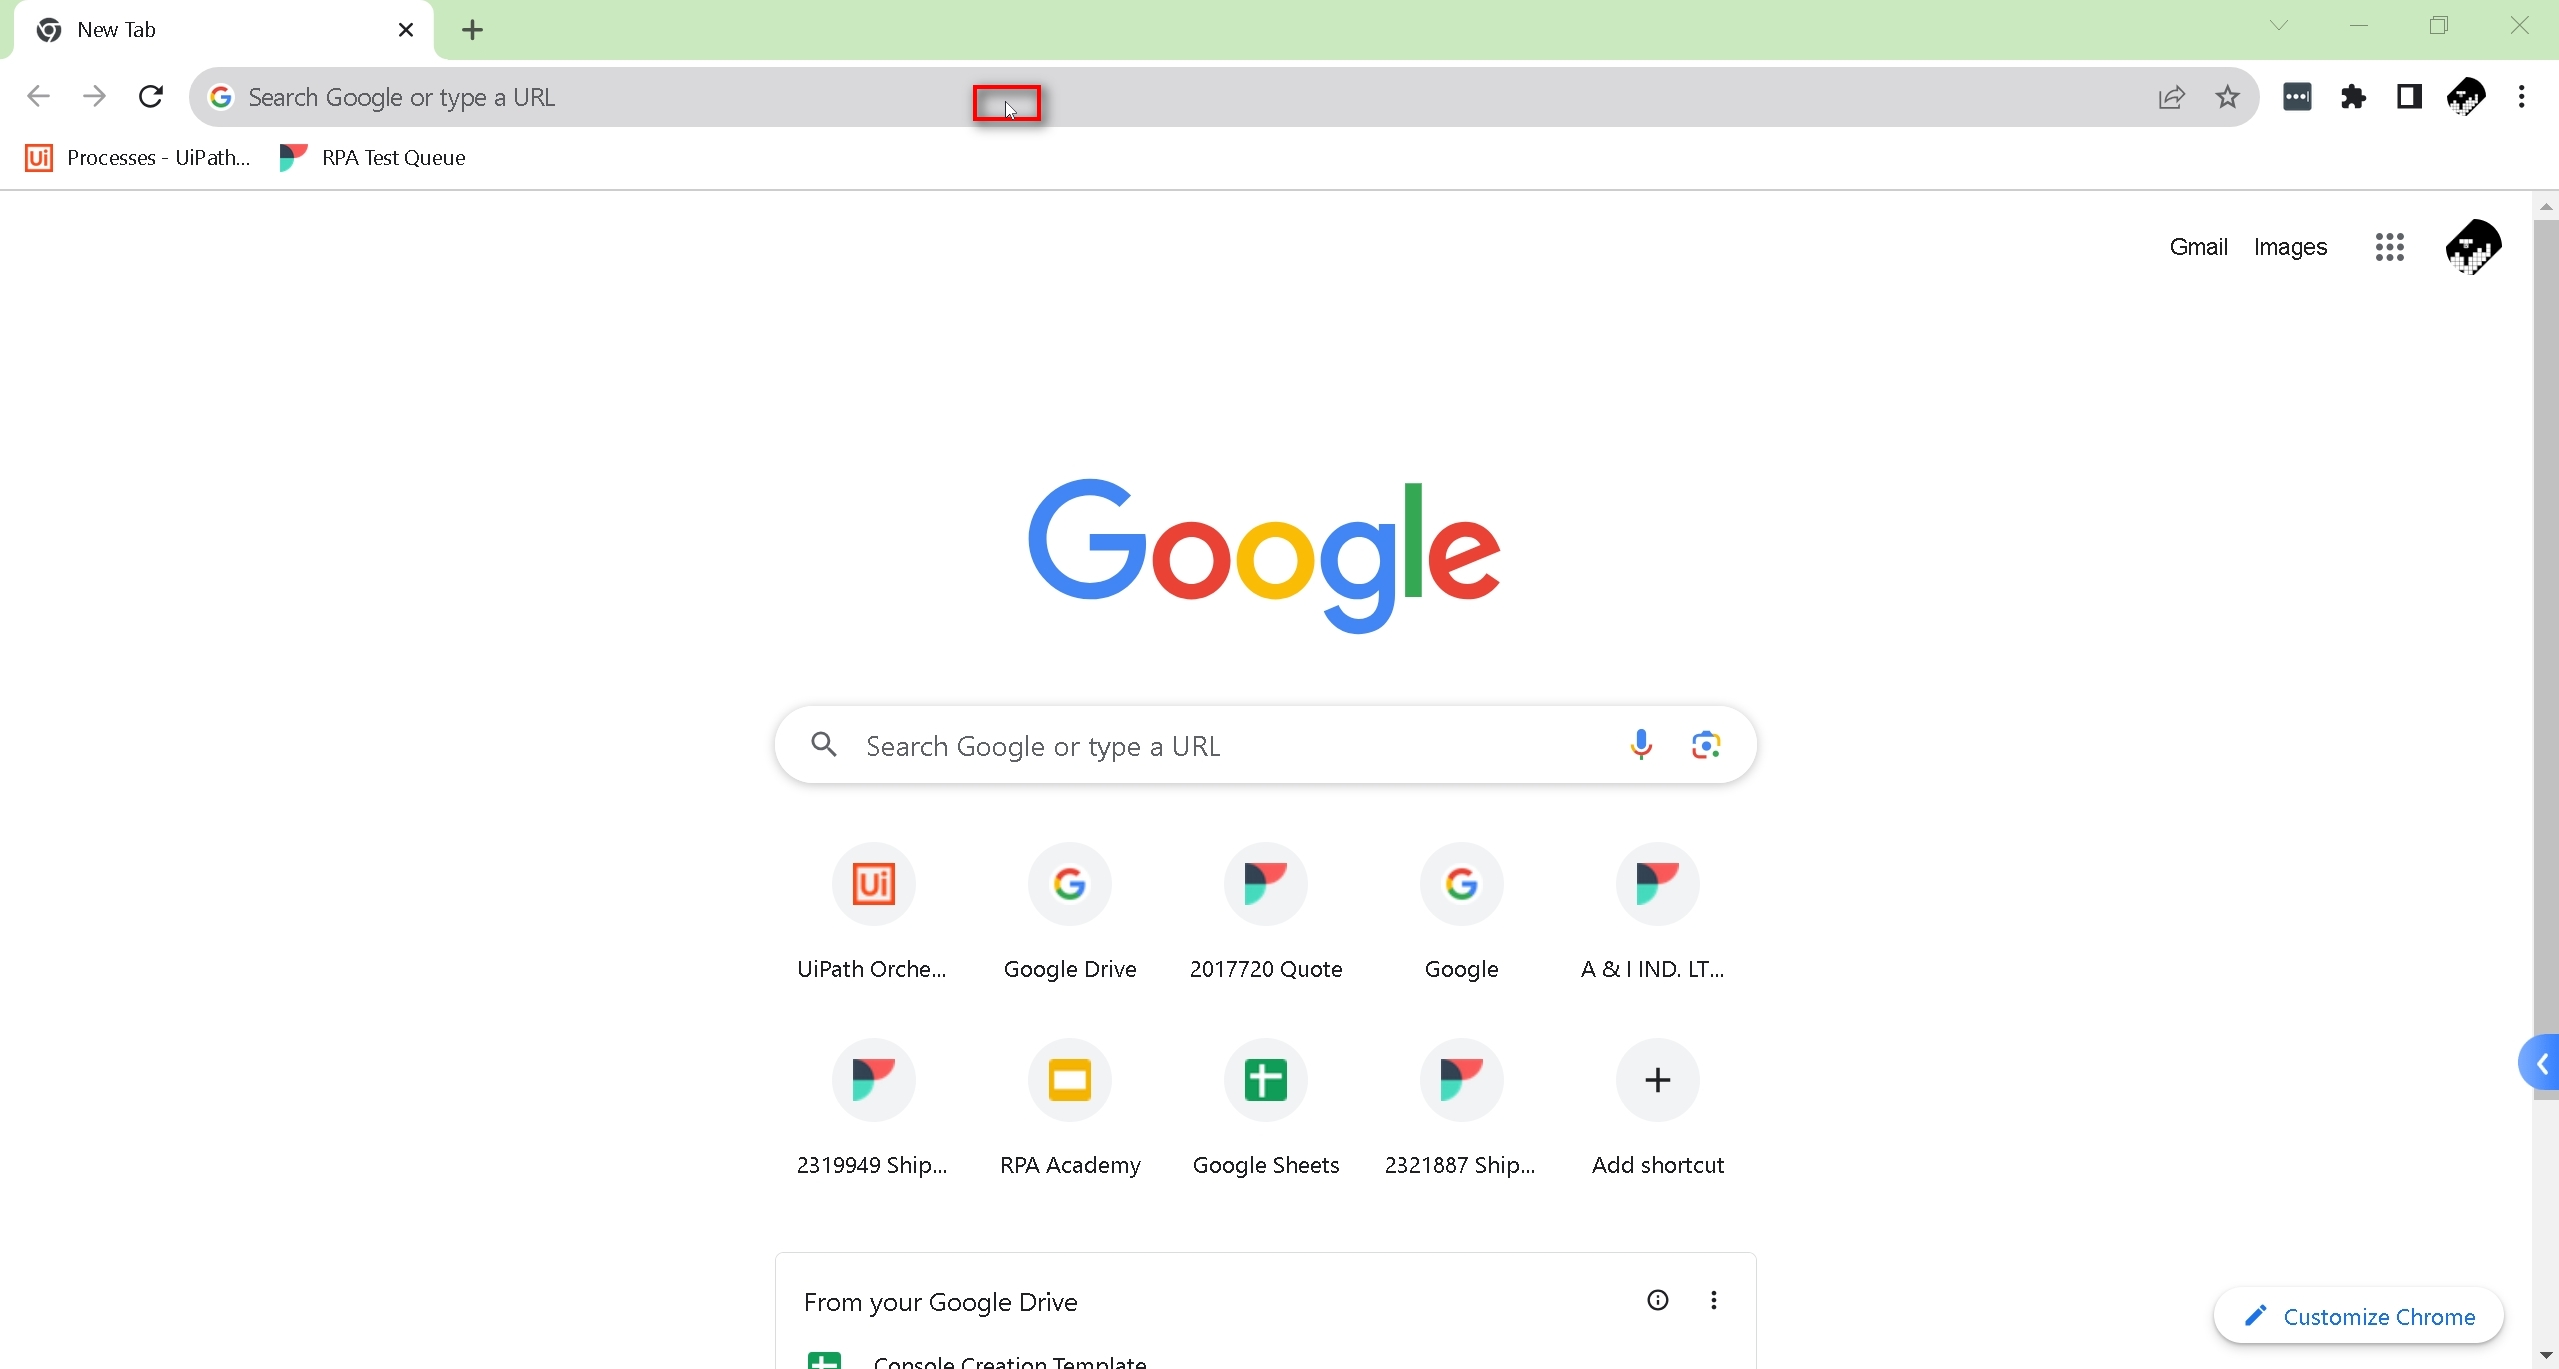 New Tab
Search Google or type a URL
Ui Processes - UiPath...
RPA Test Queue
Gmail Images
Google
Search Google or type a URL
Ui
UiPath Orche...
Google Drive
2017720 Quote
Google
A & I IND. LT...
2319949 Ship...
RPA Academy
Google Sheets
2321887 Ship...
Add shortcut
From your Google Drive
Console Creation Template
Customize Chrome